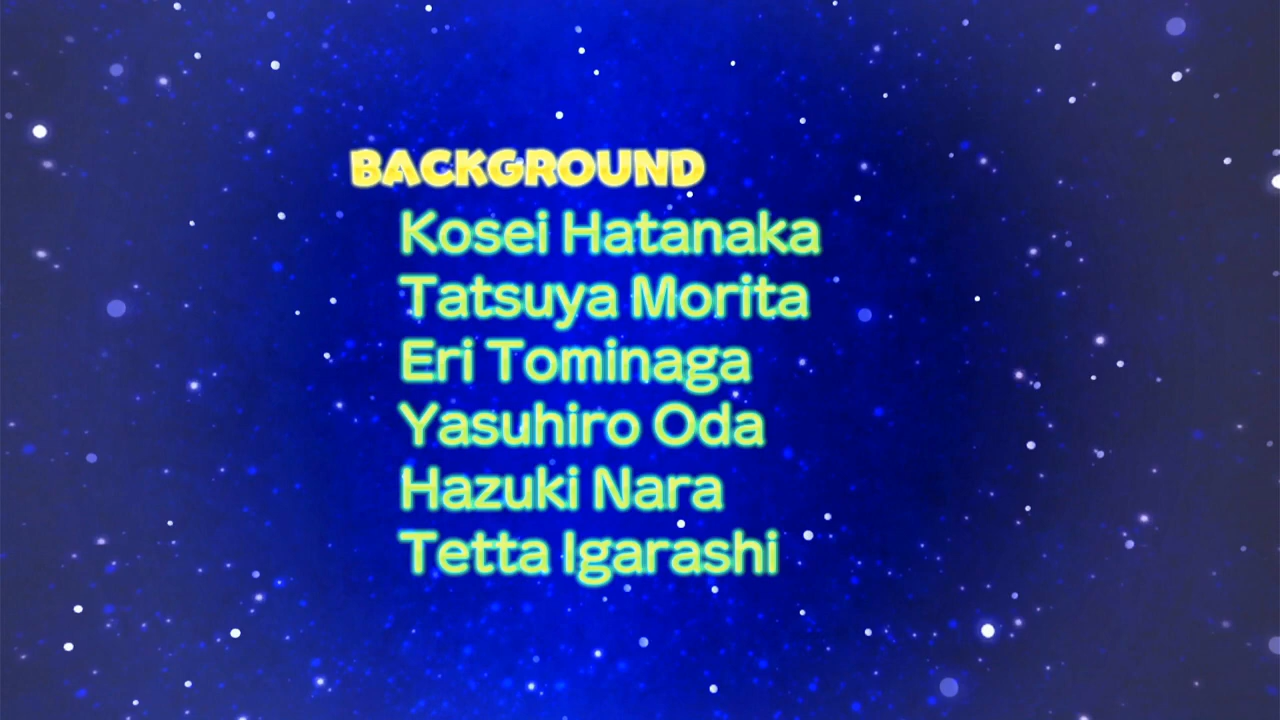 BACKGROUND
Kosei Hatanaka
Tatsuya Morita
Eri Tominaga
Yasuhiro Oda
Hazuki Nara
Tetta Igarashi